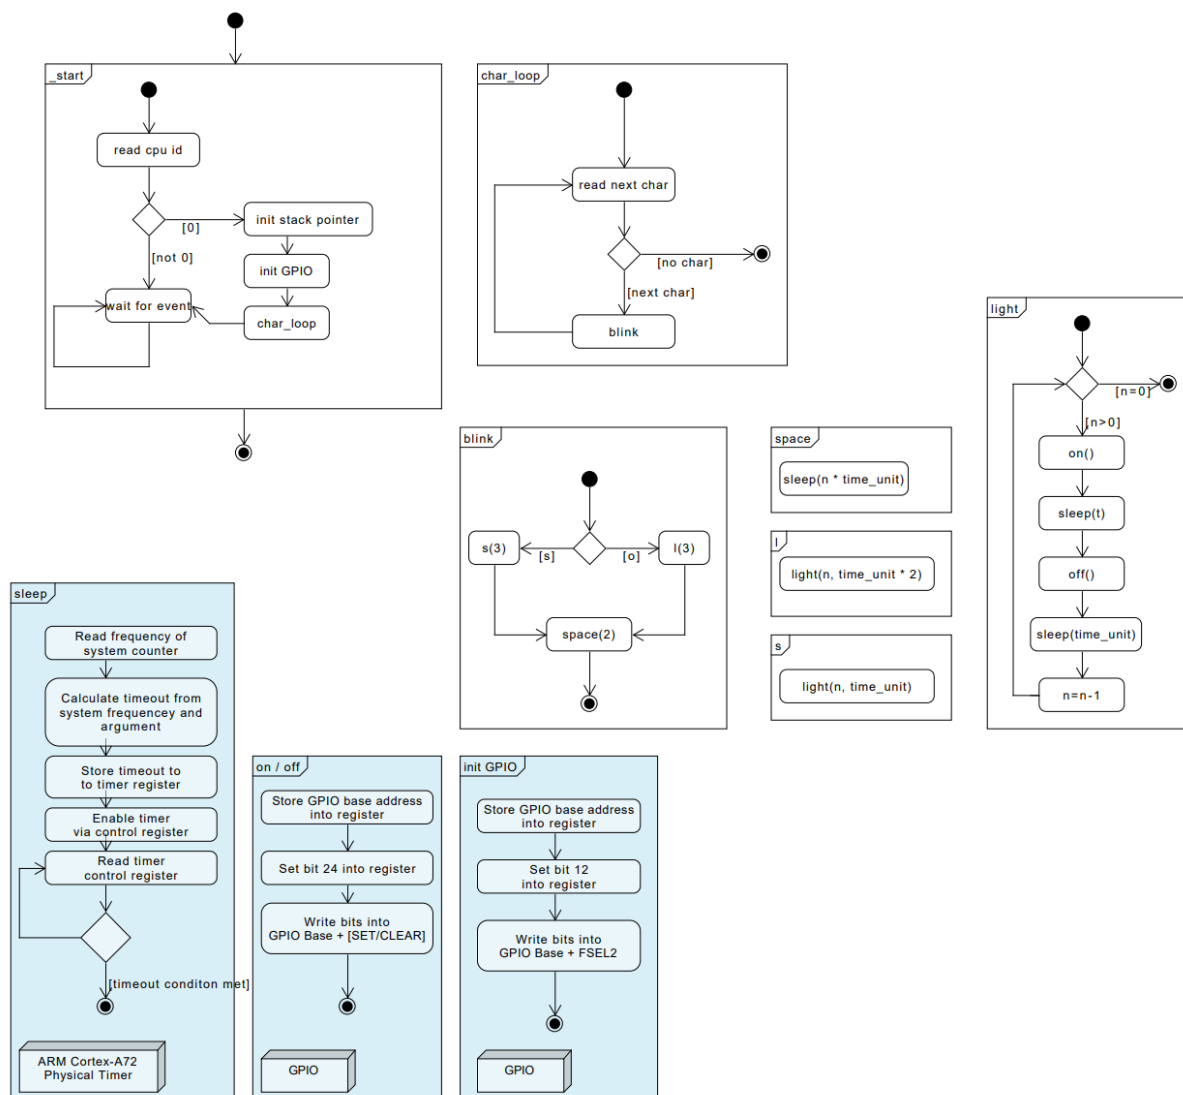 _start
read cpu id
[0]
init stack pointer
[not 0]
init GPIO
wait for event
char_loop
char_loop
read next char
[no char]
[next char]
blink
light
[n=0]
[n>0]
on()
sleep(t)
off()
sleep(time_unit)
n=n-1
blink
s(3)
[s]
[o]
l(3)
space(2)
space
sleep(n * time_unit)
l
light(n, time_unit * 2)
s
light(n, time_unit)
sleep
Read frequency of
system counter
Calculate timeout from
system frequencey and
argument
Store timeout to
to timer register
Enable timer
via control register
Read timer
control register
[timeout conditon met]
ARM Cortex-A72
Physical Timer
on / off
Store GPIO base address
into register
Set bit 24 into register
Write bits into
GPIO Base + [SET/CLEAR]
GPIO
init GPIO
Store GPIO base address
into register
Set bit 12
into register
Write bits into
GPIO Base + FSEL2
GPIO